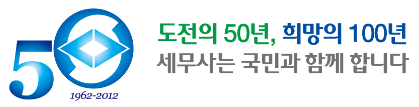 50
1962-2012
도전의 50년, 희망의 100년
세무사는 국민과 함께 합니다